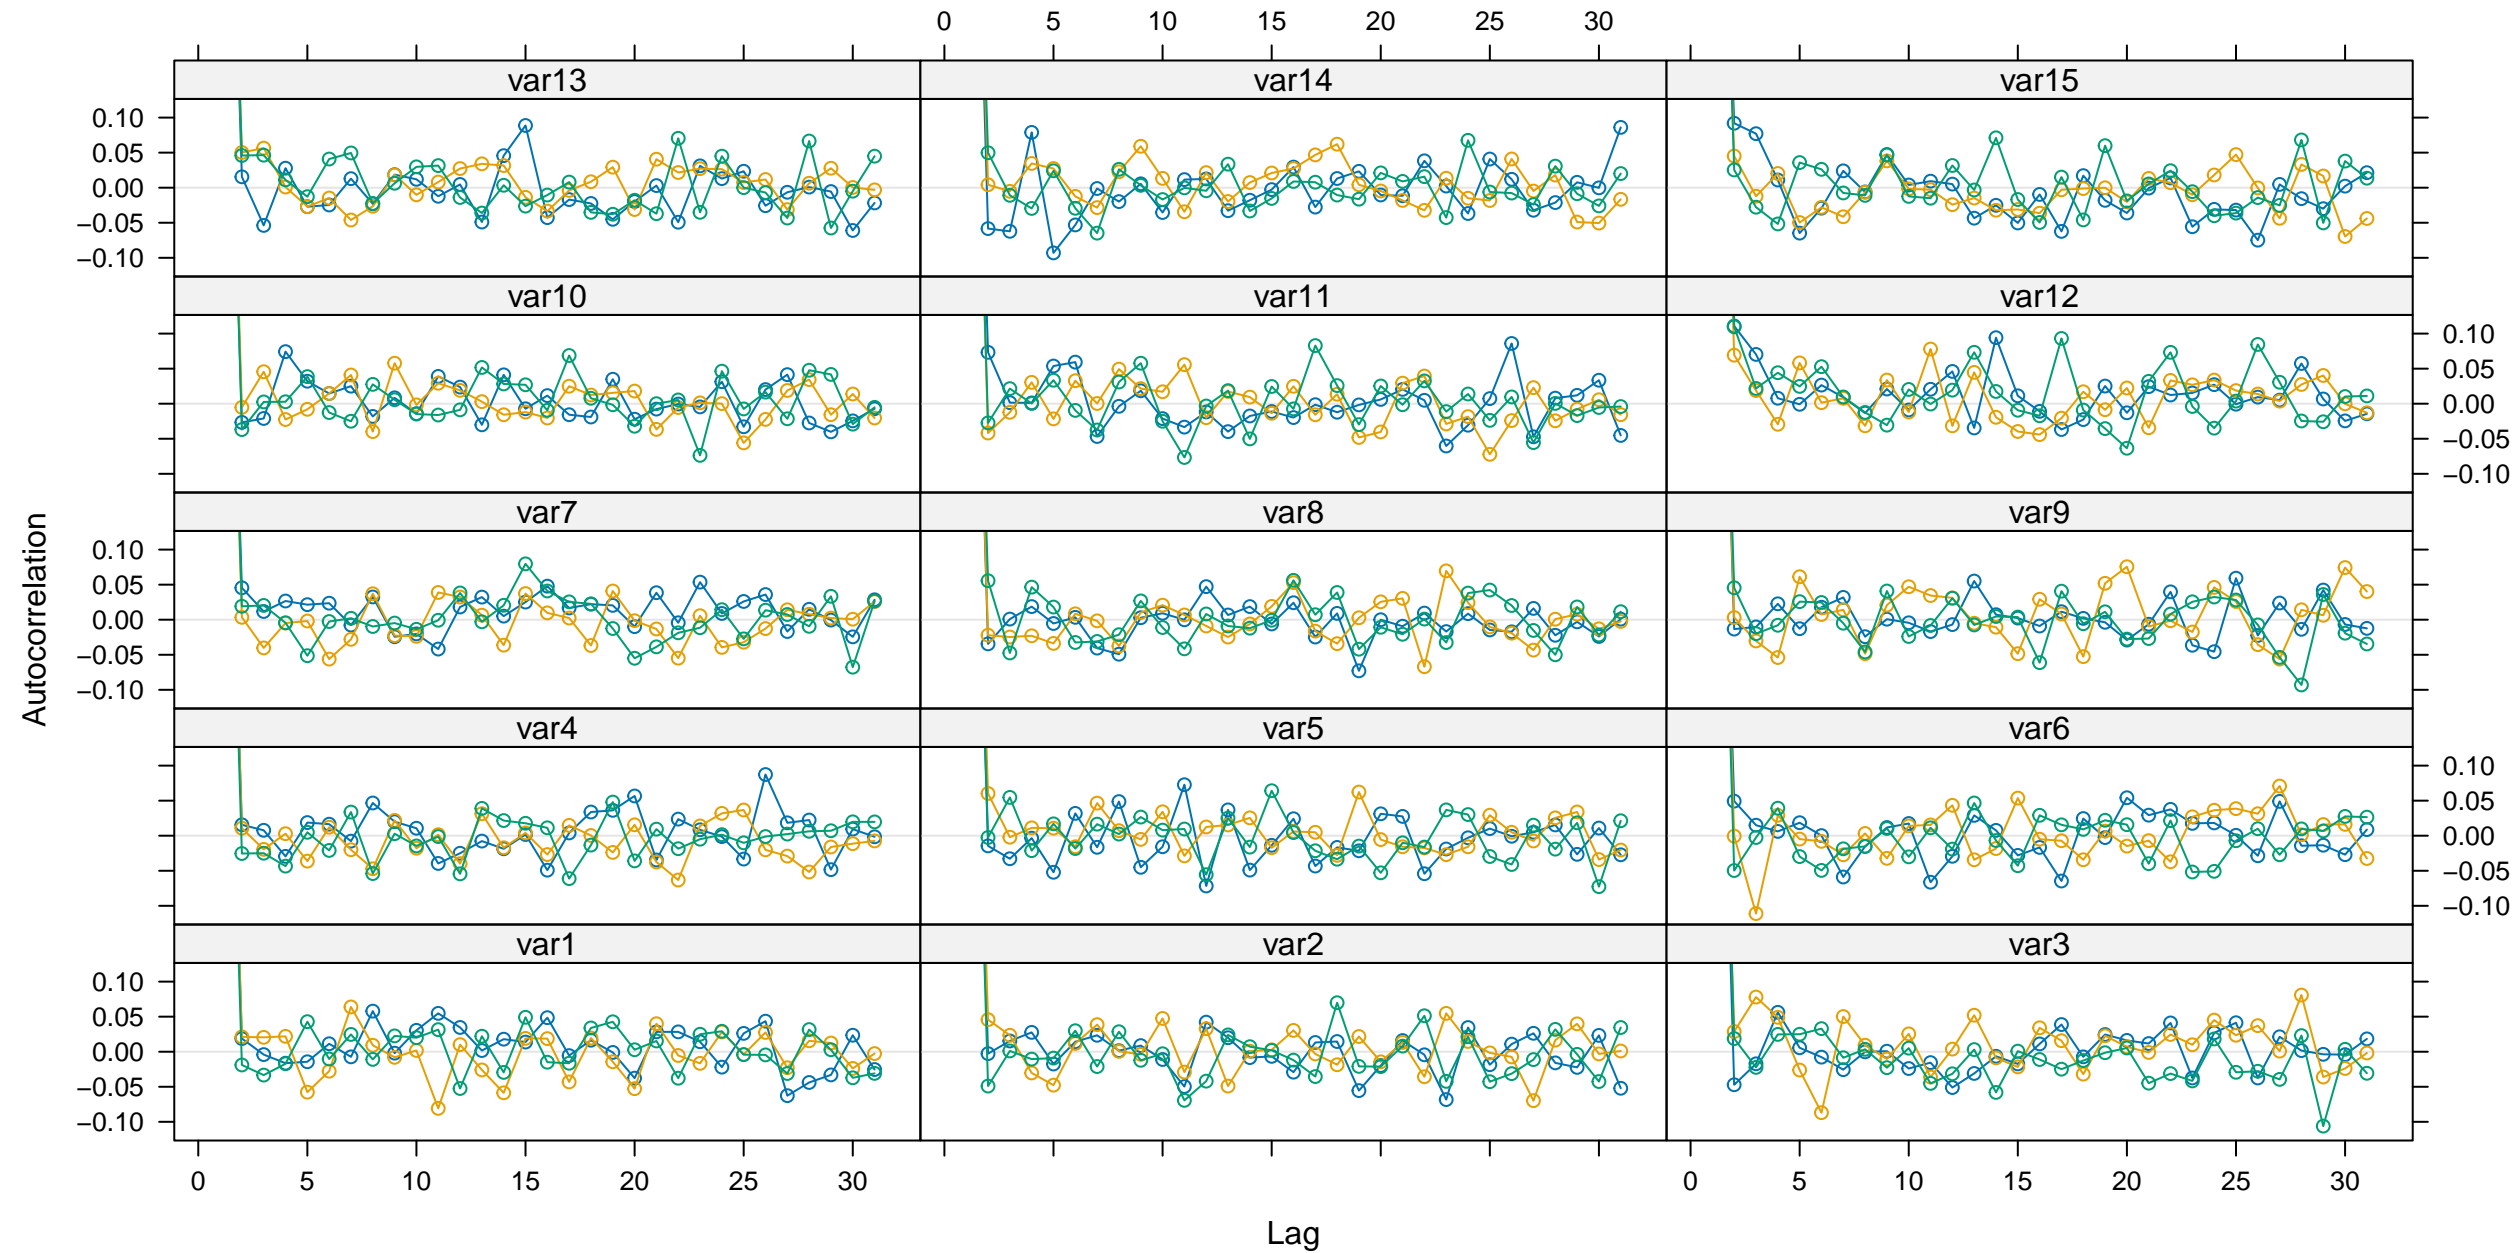 0 5 10 15 20 25 30
var13 var14 var15
0.10
0.05
0.00
−0.05
−0.10
var10 var11 var12
0.10
0.05
0.00
−0.05
−0.10
var7 var8 var9
0.10
0.05
0.00
−0.05
−0.10
var4 var5 var6
0.10
0.05
0.00
−0.05
−0.10
var1 var2 var3
0.10
0.05
0.00
−0.05
−0.10
0 5 10 15 20 25 30 0 5 10 15 20 25 30
Autocorrelation
Lag